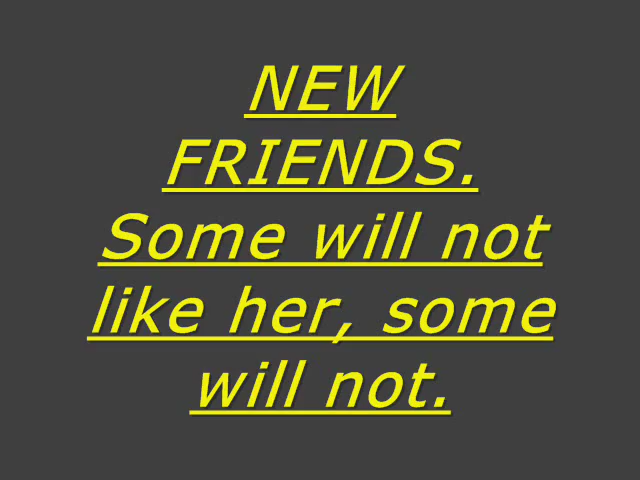 NEW
FRIENDS.
Some will not
like her, some
will not.